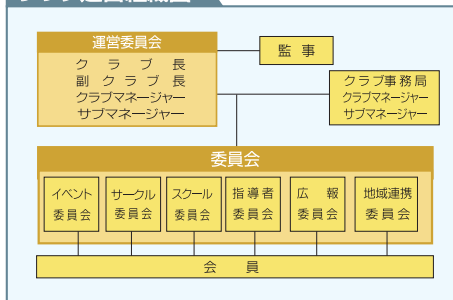 運営委員会
クラブ長
副クラブ長
クラブマネージャー
サブマネージャー
監事
クラブ事務局
クラブマネージャー
サブマネージャー
委員会
イベント
委員会
サークル
委員会
スクール
委員会
指導者
委員会
広報
委員会
地域連携
委員会
会員